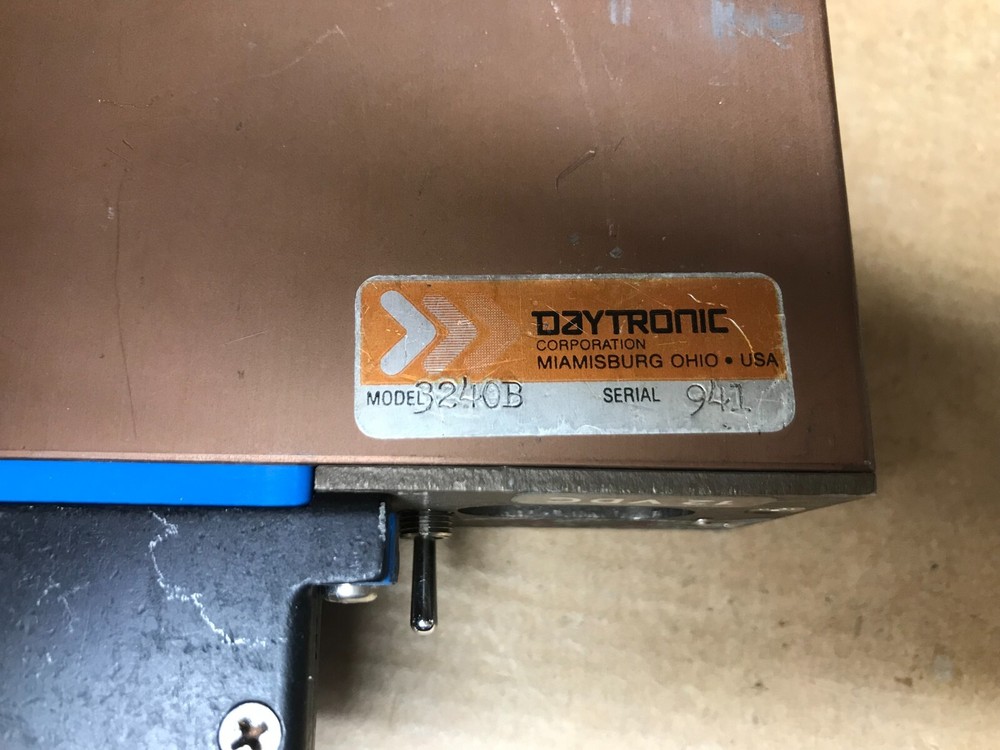 DAYTRONIC
CORPORATION
MIAMISBURG OHIO • USA
MODEL 3240B SERIAL 941